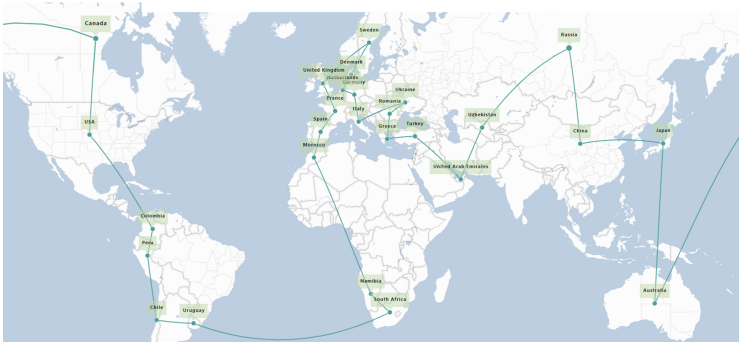 Canada
Sweden
Russia
Denmark
United Kingdom
Netherlands
Germany
Ukraine
France
Romania
Italy
Uzbekistan
Spain
Greece
Turkey
USA
China
Japan
Morocco
United Arab Emirates
Colombia
Peru
Namibia
Australia
South Africa
Chile
Uruguay